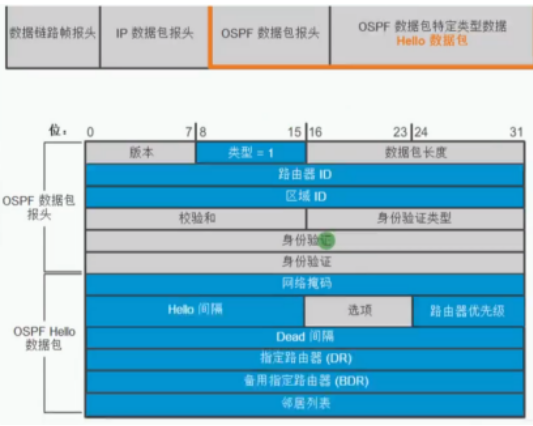 数据链路帧报头 IP 数据包报头 OSPF 数据包报头 OSPF 数据包特定类型数据
Hello 数据包
位： 0 7 8 15 16 23 24 31
版本 类型 = 1 数据包长度
路由器 ID
区域 ID
OSPF 数据包
报头
校验和 身份验证类型
身份验证
身份验证
网络掩码
Hello 间隔 选项 路由器优先级
OSPF Hello
数据包
Dead 间隔
指定路由器 (DR)
备用指定路由器 (BDR)
邻居列表